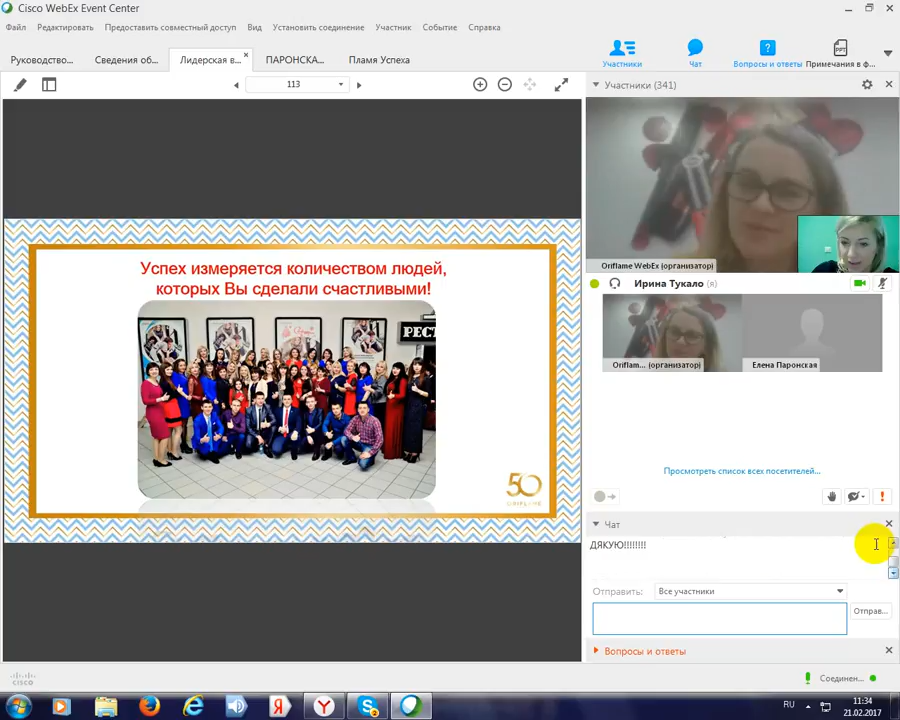 Cisco WebEx Event Center
Файл Редактировать Предоставить совместный доступ Вид Установить соединение Участник Событие Справка
Руководство... Сведения об... Лидерская в... ПАРОНСКА... Пламя Успеха
Участники Чат Вопросы и ответы Примечания в ф...
113
Участники (341)
Успех измеряется количеством людей,
которых Вы сделали счастливыми!
РЕСТ
50
ORIFLAME
Oriflame WebEx (организатор)
Ирина Тукало (я)
Oriflam... (организатор) Елена Паронская
Просмотреть список всех посетителей...
Чат
ДЯКУЮ!!!!!!!!
Отправить: Все участники
Отправ...
Вопросы и ответы
cisco
Соединен...
RU 11:34
21.02.2017